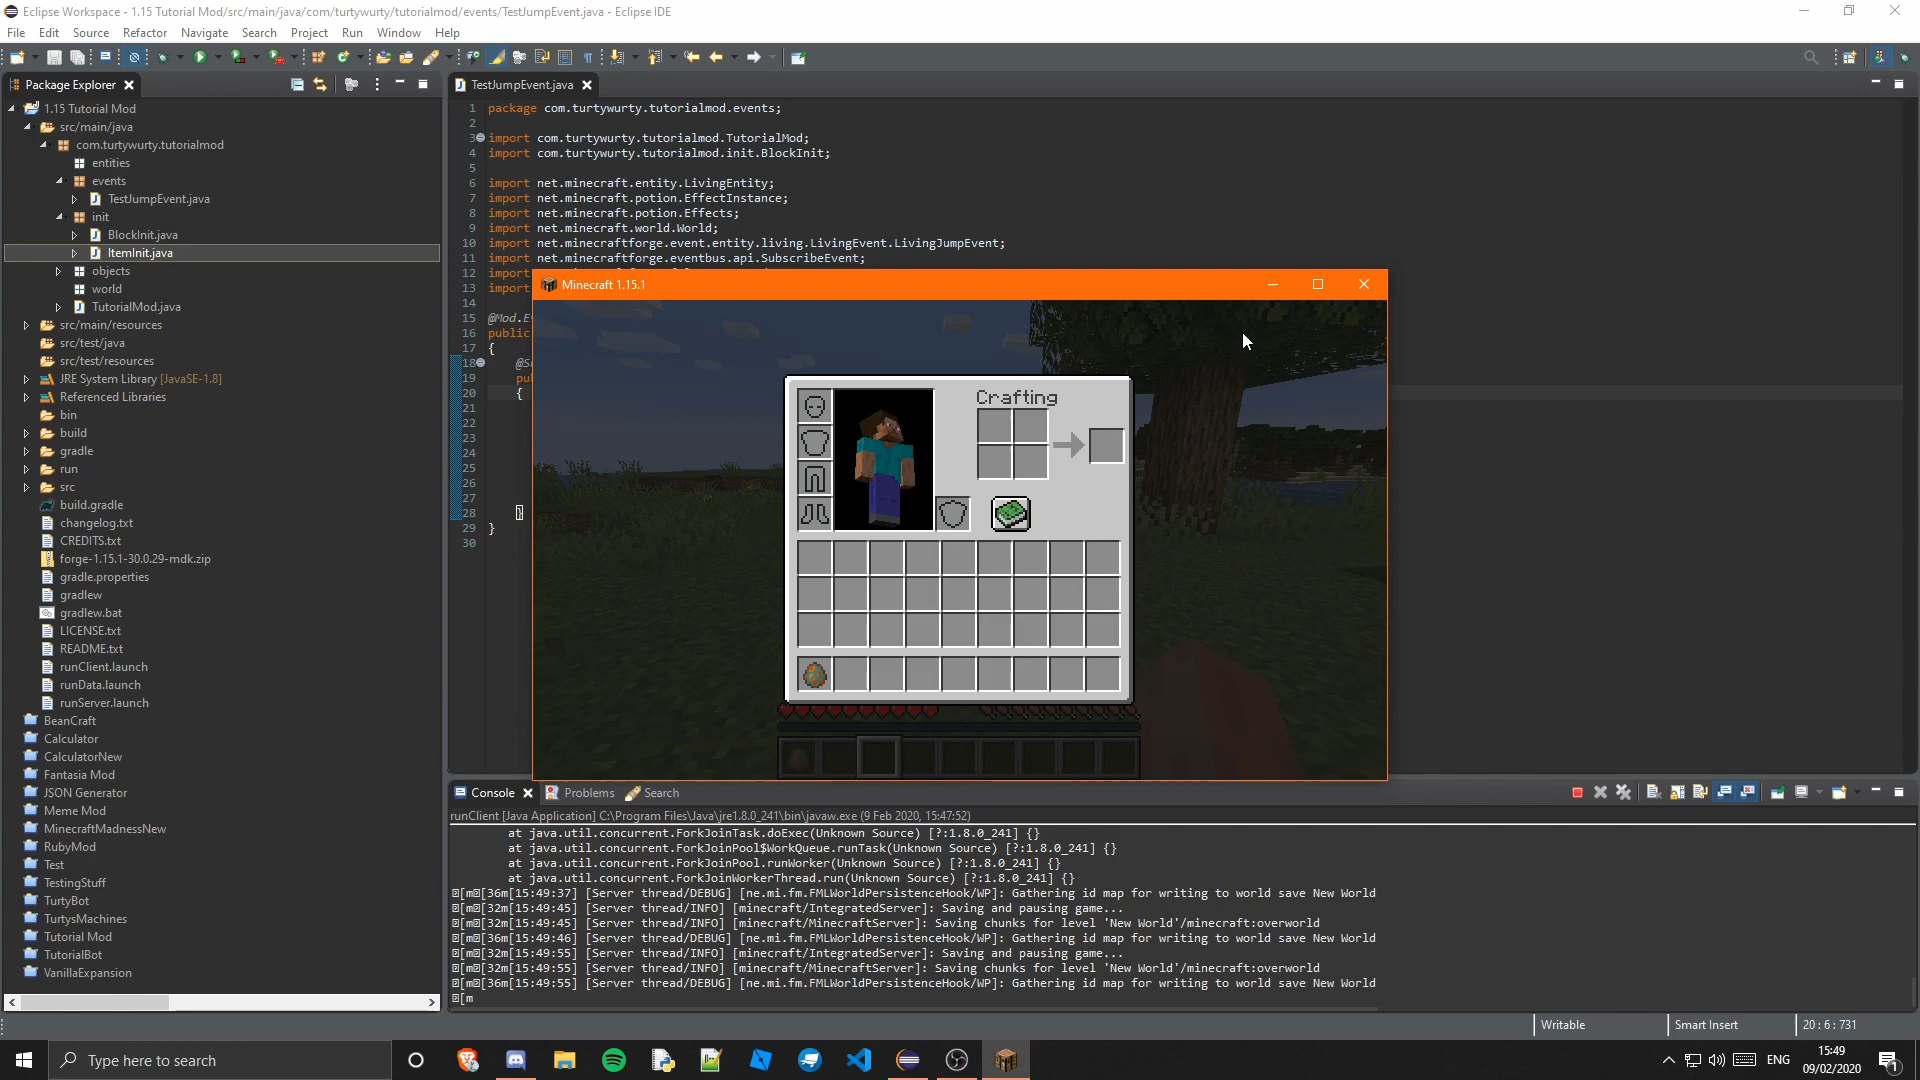 Eclipse Workspace - 1.15 Tutorial Mod/src/main/java/com/turtywurty/tutorialmod/events/TestJumpEvent.java - Eclipse IDE
File Edit Source Refactor Navigate Search Project Run Window Help
Package Explorer
TestJumpEvent.java
1.15 Tutorial Mod
src/main/java
com.turtywurty.tutorialmod
entities
events
TestJumpEvent.java
init
BlockInit.java
ItemInit.java
objects
world
TutorialMod.java
src/main/resources
src/test/java
src/test/resources
JRE System Library [JavaSE-1.8]
Referenced Libraries
bin
build
gradle
run
src
build.gradle
changelog.txt
CREDITS.txt
forge-1.15.1-30.0.29-mdk.zip
gradle.properties
gradlew
gradlew.bat
LICENSE.txt
README.txt
runClient.launch
runData.launch
runServer.launch
BeanCraft
Calculator
CalculatorNew
Fantasia Mod
JSON Generator
Meme Mod
MinecraftMadnessNew
RubyMod
Test
TestingStuff
TurtyBot
TurtysMachines
Tutorial Mod
TutorialBot
VanillaExpansion
1 package com.turtywurty.tutorialmod.events;
2
3 import com.turtywurty.tutorialmod.TutorialMod;
4 import com.turtywurty.tutorialmod.init.BlockInit;
5
6 import net.minecraft.entity.LivingEntity;
7 import net.minecraft.potion.EffectInstance;
8 import net.minecraft.potion.Effects;
9 import net.minecraft.world.World;
10 import net.minecraftforge.event.entity.living.LivingEvent.LivingJumpEvent;
11 import net.minecraftforge.eventbus.api.SubscribeEvent;
12 import
13 import
14
15 @Mod.E
16 public
17 {
18 @S
19 pu
20 {
21
22
23
24
25
26
27
28 }
29 }
30
Minecraft 1.15.1
Crafting
Console Problems Search
runClient [Java Application] C:\Program Files\Java\jre1.8.0_241\bin\javaw.exe (9 Feb 2020, 15:47:52)
at java.util.concurrent.ForkJoinTask.doExec(Unknown Source) [?:1.8.0_241] {}
at java.util.concurrent.ForkJoinPool$WorkQueue.runTask(Unknown Source) [?:1.8.0_241] {}
at java.util.concurrent.ForkJoinPool.runWorker(Unknown Source) [?:1.8.0_241] {}
at java.util.concurrent.ForkJoinWorkerThread.run(Unknown Source) [?:1.8.0_241] {}
[m[36m[15:49:37] [Server thread/DEBUG] [ne.mi.fm.FMLWorldPersistenceHook/WP]: Gathering id map for writing to world save New World
[m[32m[15:49:45] [Server thread/INFO] [minecraft/IntegratedServer]: Saving and pausing game...
[m[32m[15:49:45] [Server thread/INFO] [minecraft/MinecraftServer]: Saving chunks for level 'New World'/minecraft:overworld
[m[36m[15:49:46] [Server thread/DEBUG] [ne.mi.fm.FMLWorldPersistenceHook/WP]: Gathering id map for writing to world save New World
[m[32m[15:49:55] [Server thread/INFO] [minecraft/IntegratedServer]: Saving and pausing game...
[m[32m[15:49:55] [Server thread/INFO] [minecraft/MinecraftServer]: Saving chunks for level 'New World'/minecraft:overworld
[m[36m[15:49:55] [Server thread/DEBUG] [ne.mi.fm.FMLWorldPersistenceHook/WP]: Gathering id map for writing to world save New World
[m
Writable Smart Insert 20 : 6 : 731
Type here to search
ENG
15:49
09/02/2020
1